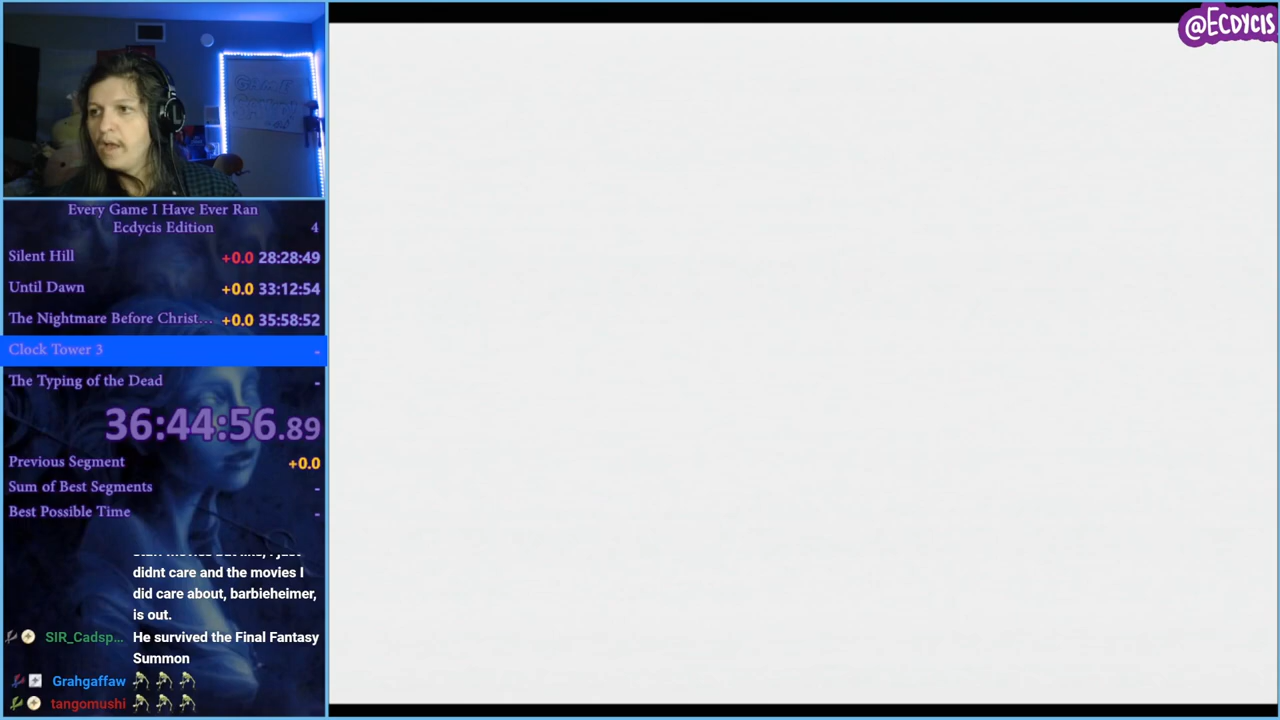 @ECDYCIS
Every Game I Have Ever Ran
Ecdycis Edition 4
Silent Hill +0.0 28:28:49
Until Dawn +0.0 33:12:54
The Nightmare Before Christ... +0.0 35:58:52
Clock Tower 3 -
The Typing of the Dead -
36:44:56.89
Previous Segment +0.0
Sum of Best Segments -
Best Possible Time -
didnt care and the movies I
did care about, barbieheimer,
is out.
SIR_Cadsp... He survived the Final Fantasy
Summon
Grahgaffaw
tangomushi